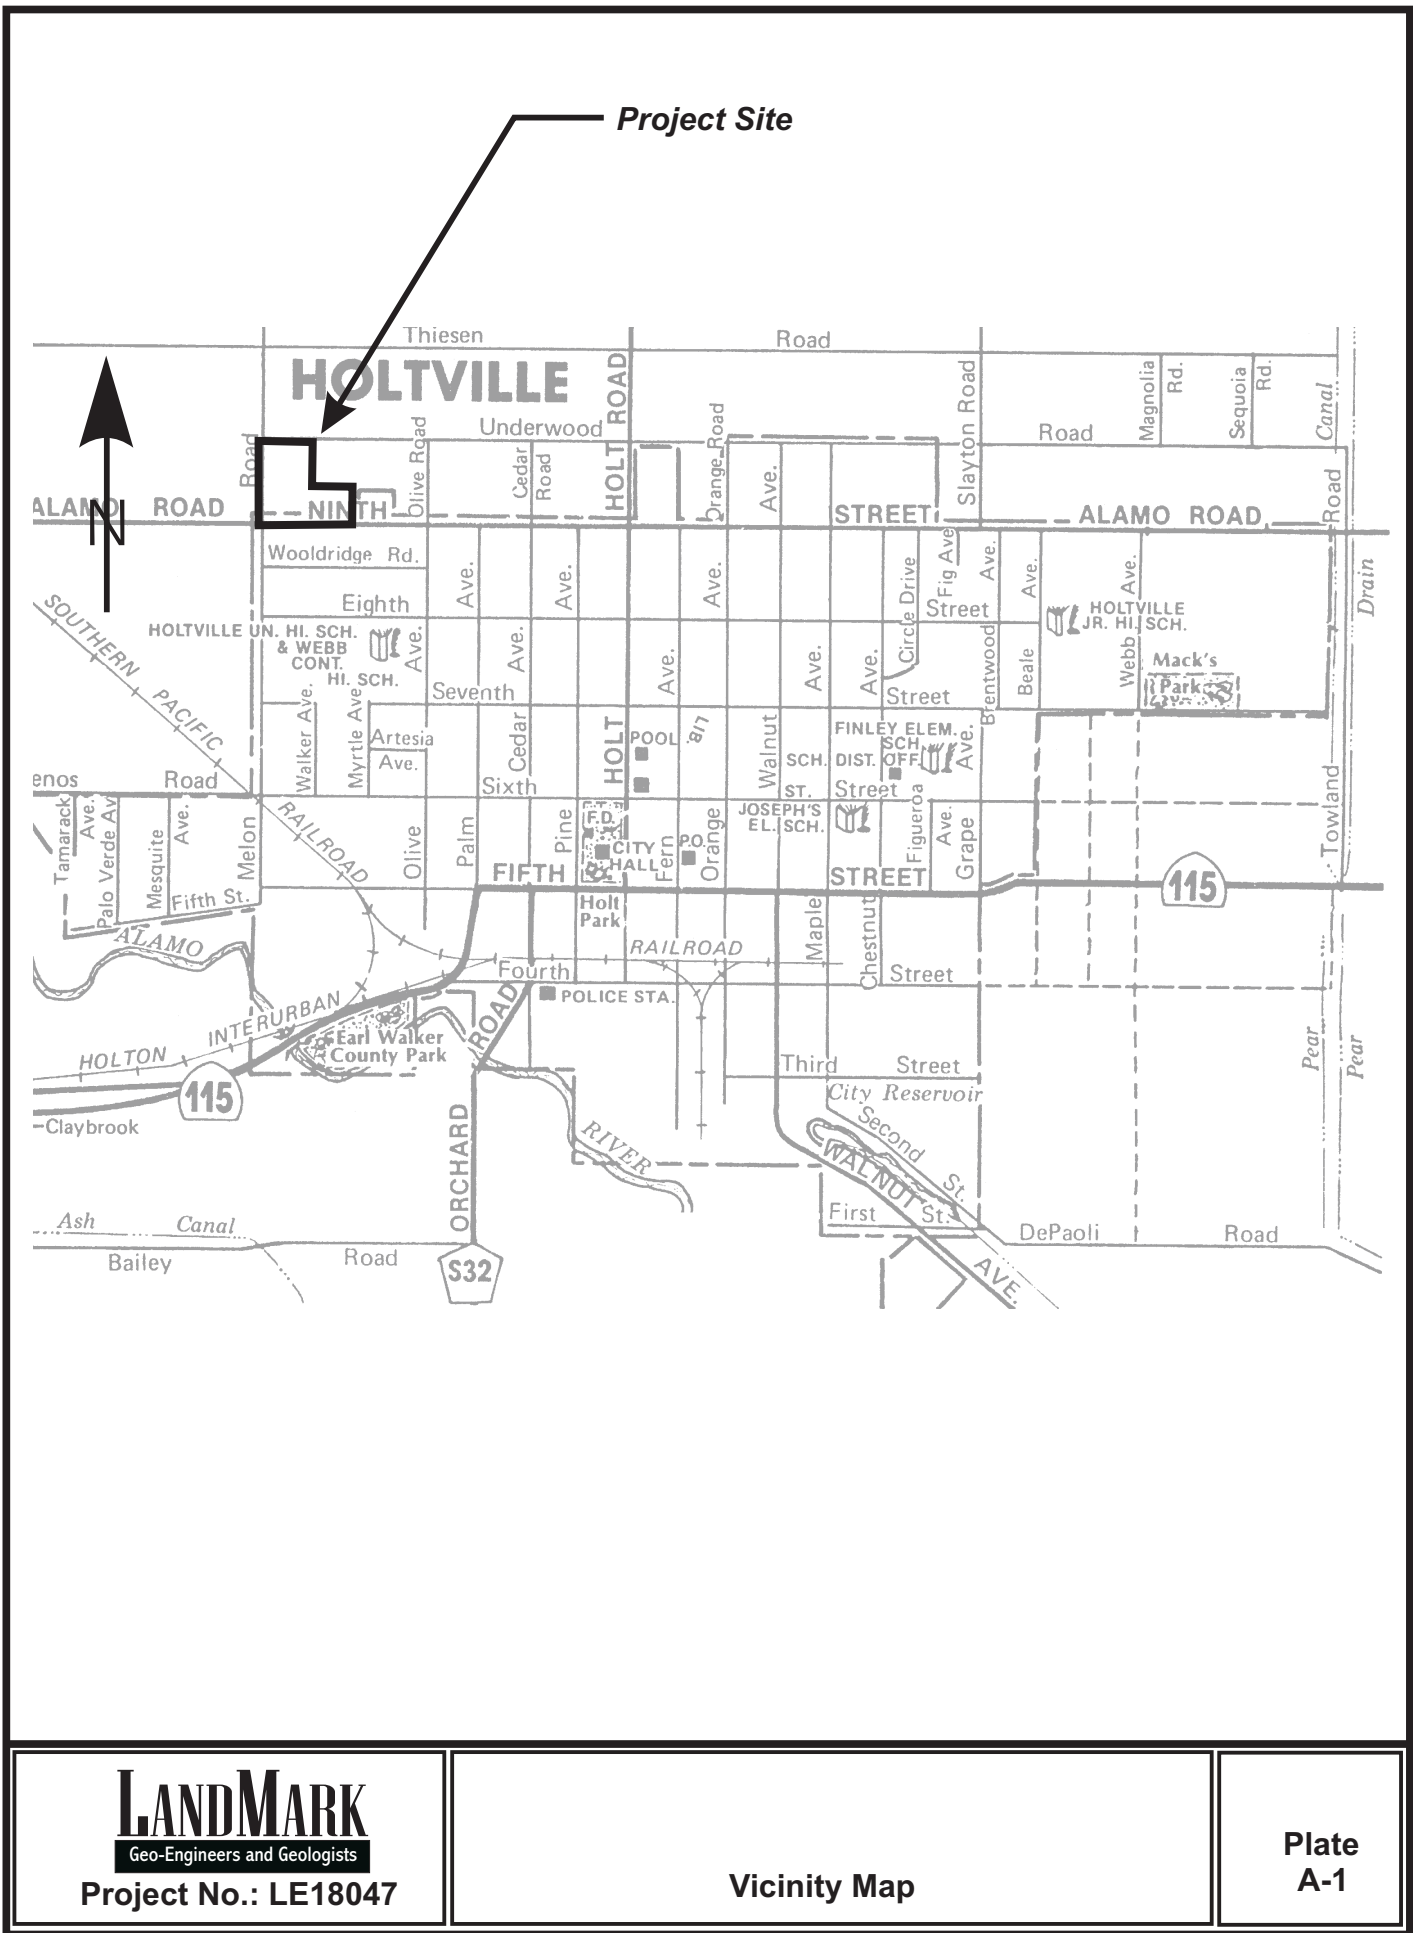 Project Site
Thiesen
Road
HOLTVILLE
HOLT ROAD
Slayton Road
Magnolia
Rd.
Sequoia
Rd.
Canal
Road
Olive Road
Underwood
Cedar
Road
Orange Road
Ave.
Road
Road
ALAMO ROAD
NINTH
STREET
ALAMO ROAD
N
Wooldridge Rd.
Ave.
Ave.
Ave.
Circle Drive
Fig Ave
Ave.
Ave.
Ave.
Drain
Eighth
Street
HOLTVILLE
JR. HI. SCH.
SOUTHERN PACIFIC
RAILROAD
HOLTVILLE UN. HI. SCH.
& WEBB
CONT.
HI. SCH.
Ave.
Ave.
Ave.
Ave.
Ave.
Brentwood
Beale
Webb
Mack's
Park
Seventh
Street
Walker Ave.
Myrtle Ave
Artesia
Ave.
Cedar
HOLT
POOL
LIB.
Walnut
FINLEY ELEM.
SCH
SCH. DIST. OFF.
Ave.
enos
Road
Sixth
ST.
Street
JOSEPH'S
EL. SCH.
Tamarack
Ave.
Palo Verde Av
Mesquite
Ave.
Melon
Olive
Palm
Pine
F.D.
CITY
HALL
Fern
P.O.
Orange
Figueroa
Ave.
Grape
Towland
FIFTH
STREET
115
Fifth St.
Holt
Park
ALAMO
RAILROAD
Maple
Chestnut
Fourth
Street
POLICE STA.
HOLTON INTERURBAN
Earl Walker
County Park
ROAD
Pear
Pear
115
Third
Street
City Reservoir
Claybrook
ORCHARD
RIVER
Second
St.
WALNUT
AVE.
First
St.
DePaoli
Road
Ash
Canal
Bailey
Road
S32
LANDMARK
Geo-Engineers and Geologists
Project No.: LE18047
Vicinity Map
Plate
A-1